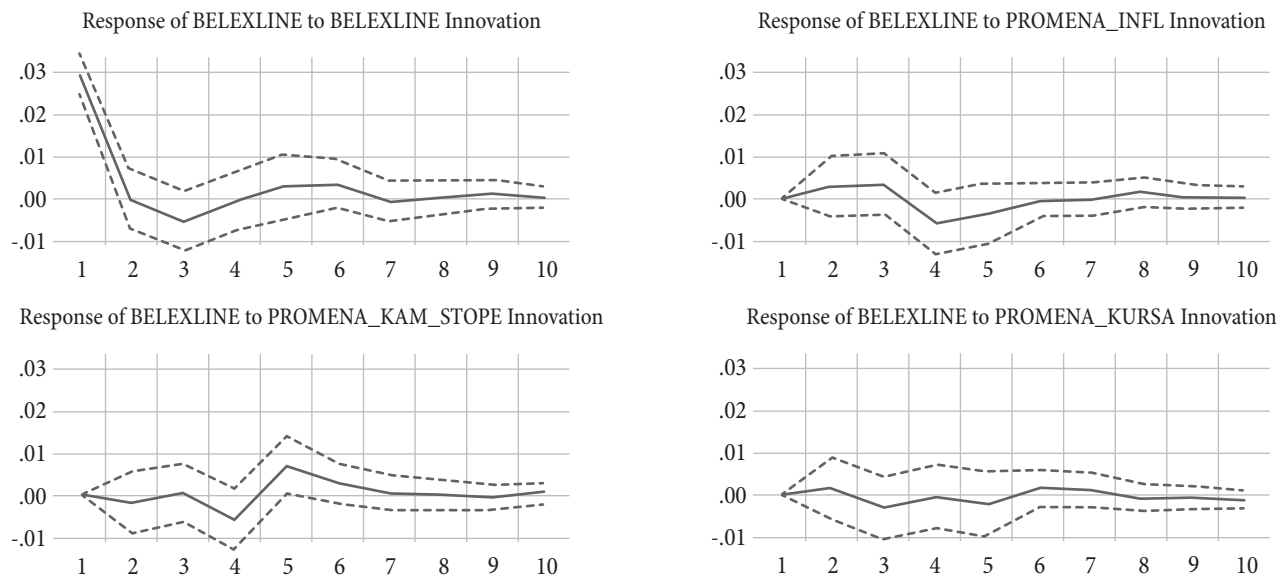 Response of BELEXLINE to BELEXLINE Innovation
.03
.02
.01
.00
-.01
1 2 3 4 5 6 7 8 9 10
Response of BELEXLINE to PROMENA_INFL Innovation
.03
.02
.01
.00
-.01
1 2 3 4 5 6 7 8 9 10
Response of BELEXLINE to PROMENA_KAM_STOPE Innovation
.03
.02
.01
.00
-.01
1 2 3 4 5 6 7 8 9 10
Response of BELEXLINE to PROMENA_KURSA Innovation
.03
.02
.01
.00
-.01
1 2 3 4 5 6 7 8 9 10